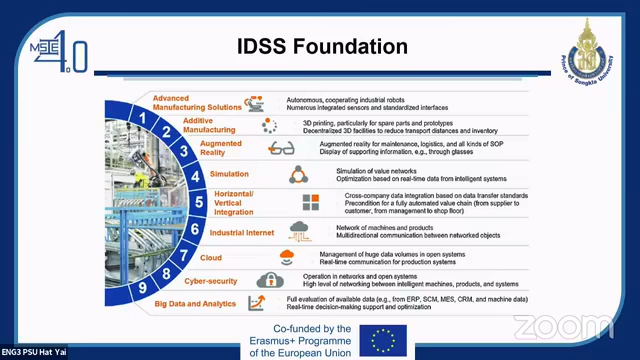 MSIE 4.0
IDSS Foundation
Prince of Songkla University
1
Advanced
Manufacturing Solutions
Autonomous, cooperating industrial robots
Numerous integrated sensors and standardized interfaces
2
Additive
Manufacturing
3D printing, particularly for spare parts and prototypes
Decentralized 3D facilities to reduce transport distances and inventory
3
Augmented
Reality
Augmented reality for maintenance, logistics, and all kinds of SOP
Display of supporting information, e.g., through glasses
4
Simulation
Simulation of value networks
Optimization based on real-time data from intelligent systems
5
Horizontal/
Vertical
Integration
Cross-company data integration based on data transfer standards
Precondition for a fully automated value chain (from supplier to
customer, from management to shop floor)
6
Industrial Internet
Network of machines and products
Multidirectional communication between networked objects
7
Cloud
Management of huge data volumes in open systems
Real-time communication for production systems
8
Cyber-security
Operation in networks and open systems
High level of networking between intelligent machines, products, and systems
9
Big Data and Analytics
Full evaluation of available data (e.g., from ERP, SCM, MES, CRM, and machine data)
Real-time decision-making support and optimization
Co-funded by the
Erasmus+ Programme
of the European Union
zoom
ENG3 PSU Hat Yai